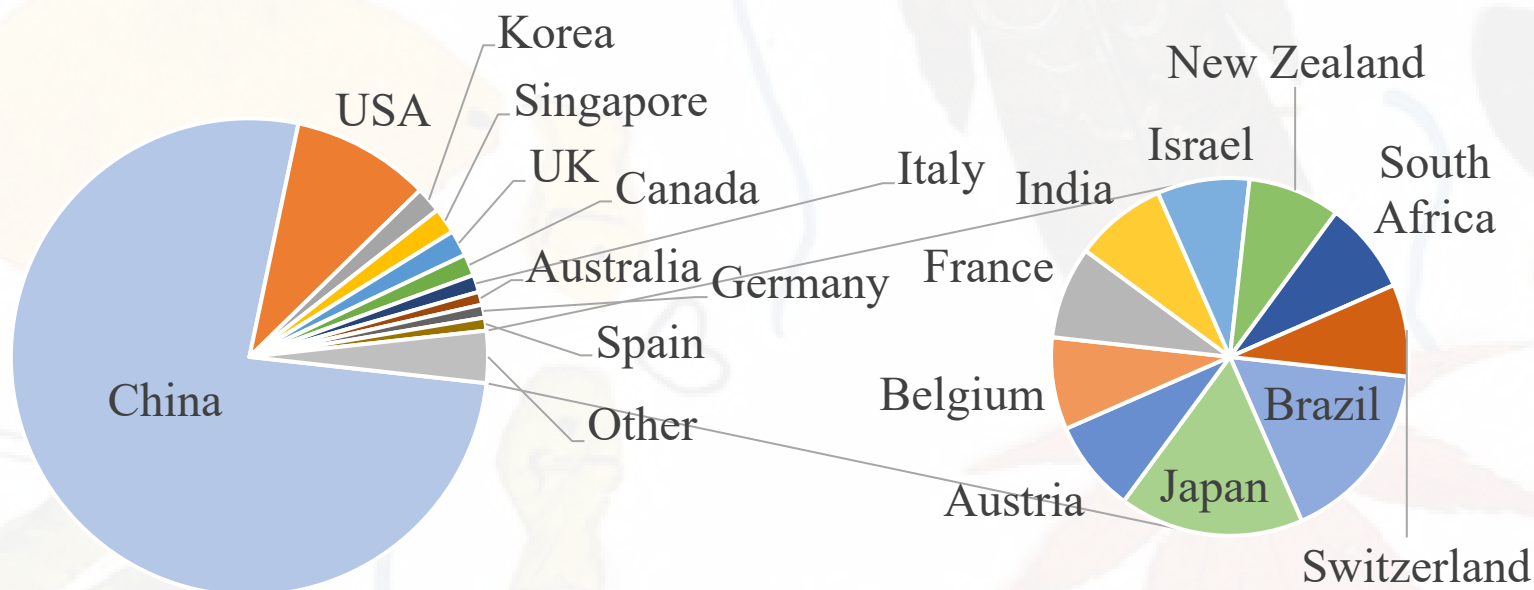 Korea
New Zealand
Singapore
USA
Israel
UK
Italy
South
Africa
Canada
India
Australia
France
Germany
Spain
Belgium
China
Brazil
Other
Japan
Austria
Switzerland